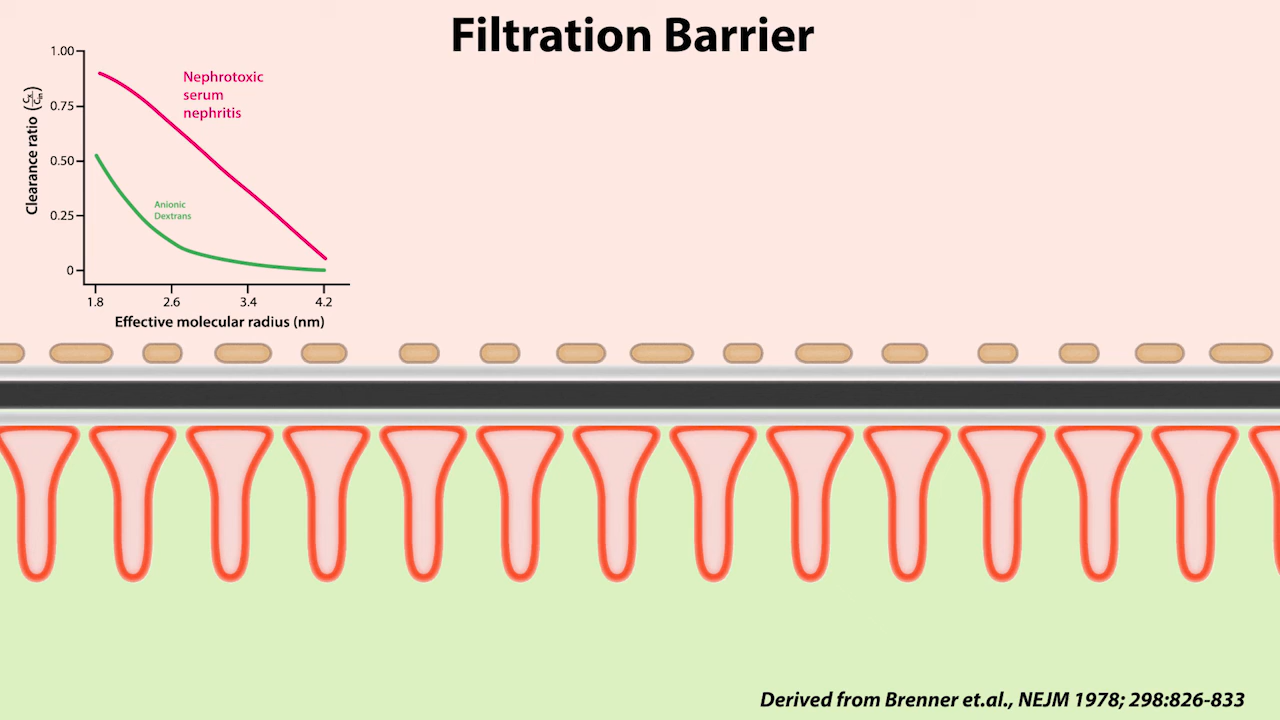 Filtration Barrier
1.00
0.75
0.50
0.25
0
Clearance ratio
Nephrotoxic
serum
nephritis
Anionic
Dextrans
1.8 2.6 3.4 4.2
Effective molecular radius (nm)
Derived from Brenner et.al., NEJM 1978; 298:826-833